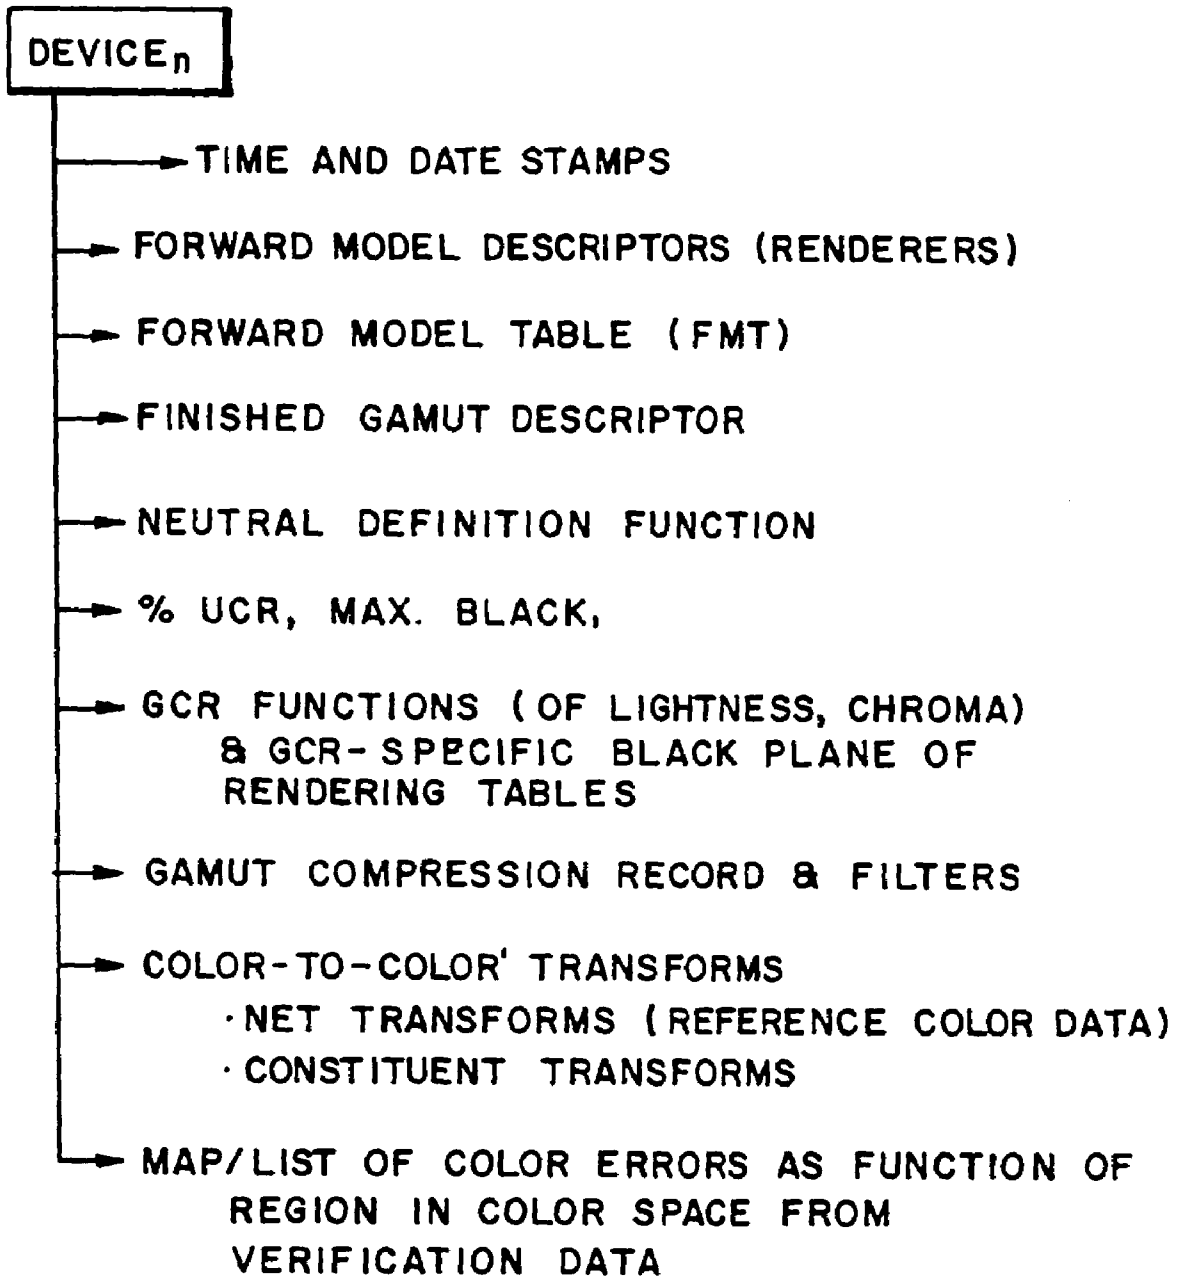 DEVICEn
TIME AND DATE STAMPS
FORWARD MODEL DESCRIPTORS (RENDERERS)
FORWARD MODEL TABLE (FMT)
FINISHED GAMUT DESCRIPTOR
NEUTRAL DEFINITION FUNCTION
% UCR, MAX. BLACK,
GCR FUNCTIONS (OF LIGHTNESS, CHROMA)
& GCR-SPECIFIC BLACK PLANE OF
RENDERING TABLES
GAMUT COMPRESSION RECORD & FILTERS
COLOR-TO-COLOR' TRANSFORMS
· NET TRANSFORMS (REFERENCE COLOR DATA)
· CONSTITUENT TRANSFORMS
MAP/LIST OF COLOR ERRORS AS FUNCTION OF
REGION IN COLOR SPACE FROM
VERIFICATION DATA